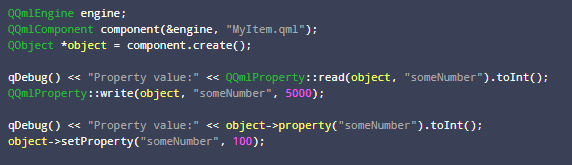 QQmlEngine engine;
QQmlComponent component(&engine, "MyItem.qml");
QObject *object = component.create();
qDebug() << "Property value:" << QQmlProperty::read(object, "someNumber").toInt();
QQmlProperty::write(object, "someNumber", 5000);
qDebug() << "Property value:" << object->property("someNumber").toInt();
object->setProperty("someNumber", 100);